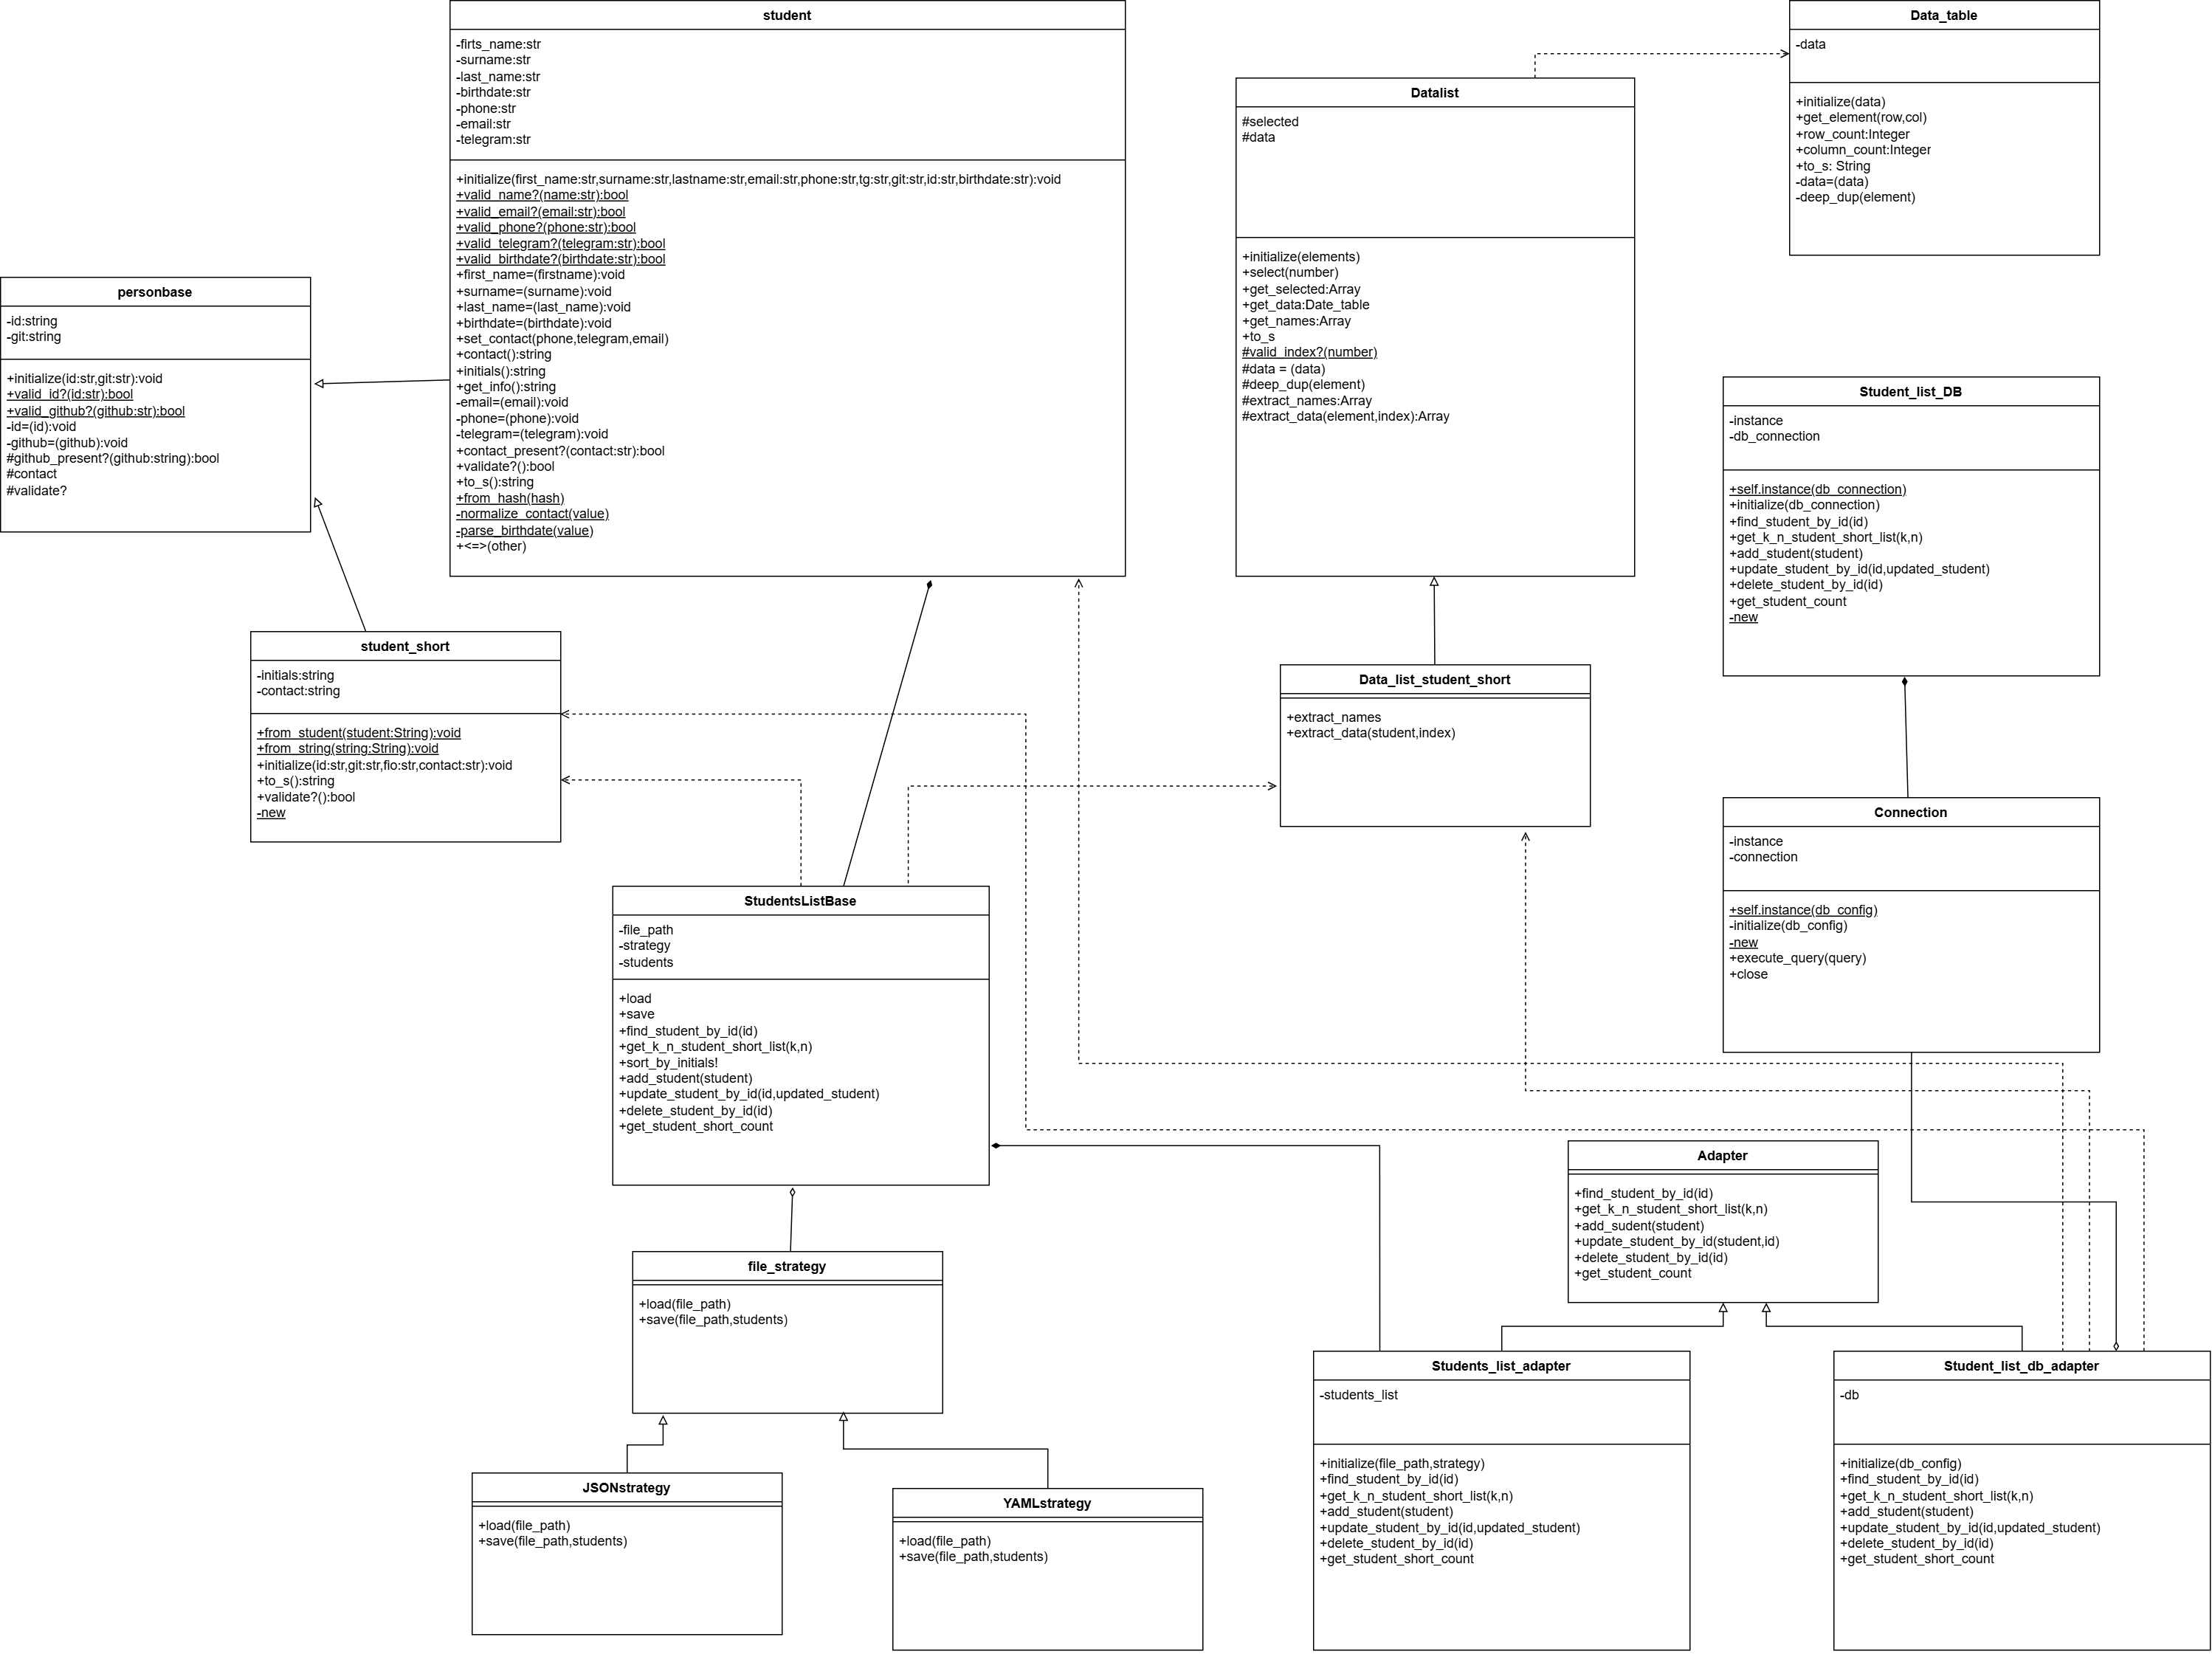 student
-firts_name:str
-surname:str
-last_name:str
-birthdate:str
-phone:str
-email:str
-telegram:str
+initialize(first_name:str,surname:str,lastname:str,email:str,phone:str,tg:str,git:str,id:str,birthdate:str):void
+valid_name?(name:str):bool
+valid_email?(email:str):bool
+valid_phone?(phone:str):bool
+valid_telegram?(telegram:str):bool
+valid_birthdate?(birthdate:str):bool
+first_name=(firstname):void
+surname=(surname):void
+last_name=(last_name):void
+birthdate=(birthdate):void
+set_contact(phone,telegram,email)
+contact():string
+initials():string
+get_info():string
-email=(email):void
-phone=(phone):void
-telegram=(telegram):void
+contact_present?(contact:str):bool
+validate?():bool
+to_s():string
+from_hash(hash)
-normalize_contact(value)
-parse_birthdate(value)
+<=>(other)
Data_table
-data
+initialize(data)
+get_element(row,col)
+row_count:Integer
+column_count:Integer
+to_s: String
-data=(data)
-deep_dup(element)
Datalist
#selected
#data
+initialize(elements)
+select(number)
+get_selected:Array
+get_data:Date_table
+get_names:Array
+to_s
#valid_index?(number)
#data = (data)
#deep_dup(element)
#extract_names:Array
#extract_data(element,index):Array
personbase
-id:string
-git:string
+initialize(id:str,git:str):void
+valid_id?(id:str):bool
+valid_github?(github:str):bool
-id=(id):void
-github=(github):void
#github_present?(github:string):bool
#contact
#validate?
Student_list_DB
-instance
-db_connection
+self.instance(db_connection)
+initialize(db_connection)
+find_student_by_id(id)
+get_k_n_student_short_list(k,n)
+add_student(student)
+update_student_by_id(id,updated_student)
+delete_student_by_id(id)
+get_student_count
-new
student_short
-initials:string
-contact:string
+from_student(student:String):void
+from_string(string:String):void
+initialize(id:str,git:str,fio:str,contact:str):void
+to_s():string
+validate?():bool
-new
Data_list_student_short
+extract_names
+extract_data(student,index)
Connection
-instance
-connection
+self.instance(db_config)
-initialize(db_config)
-new
+execute_query(query)
+close
StudentsListBase
-file_path
-strategy
-students
+load
+save
+find_student_by_id(id)
+get_k_n_student_short_list(k,n)
+sort_by_initials!
+add_student(student)
+update_student_by_id(id,updated_student)
+delete_student_by_id(id)
+get_student_short_count
Adapter
+find_student_by_id(id)
+get_k_n_student_short_list(k,n)
+add_sudent(student)
+update_student_by_id(student,id)
+delete_student_by_id(id)
+get_student_count
file_strategy
+load(file_path)
+save(file_path,students)
Students_list_adapter
-students_list
+initialize(file_path,strategy)
+find_student_by_id(id)
+get_k_n_student_short_list(k,n)
+add_student(student)
+update_student_by_id(id,updated_student)
+delete_student_by_id(id)
+get_student_short_count
Student_list_db_adapter
-db
+initialize(db_config)
+find_student_by_id(id)
+get_k_n_student_short_list(k,n)
+add_student(student)
+update_student_by_id(id,updated_student)
+delete_student_by_id(id)
+get_student_short_count
JSONstrategy
+load(file_path)
+save(file_path,students)
YAMLstrategy
+load(file_path)
+save(file_path,students)